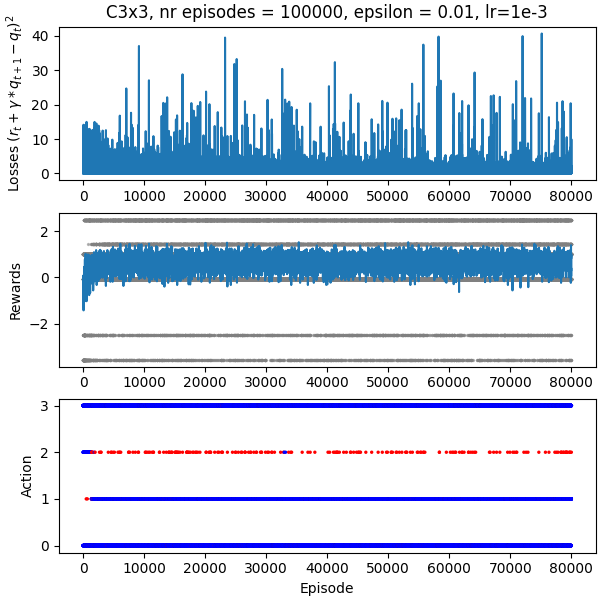 C3x3, nr episodes = 100000, epsilon = 0.01, lr=1e-3
Losses (r_t + γ * q_{t+1} − q_t)^2
40
30
20
10
0
0 10000 20000 30000 40000 50000 60000 70000 80000
Rewards
2
0
−2
0 10000 20000 30000 40000 50000 60000 70000 80000
Action
3
2
1
0
0 10000 20000 30000 40000 50000 60000 70000 80000
Episode